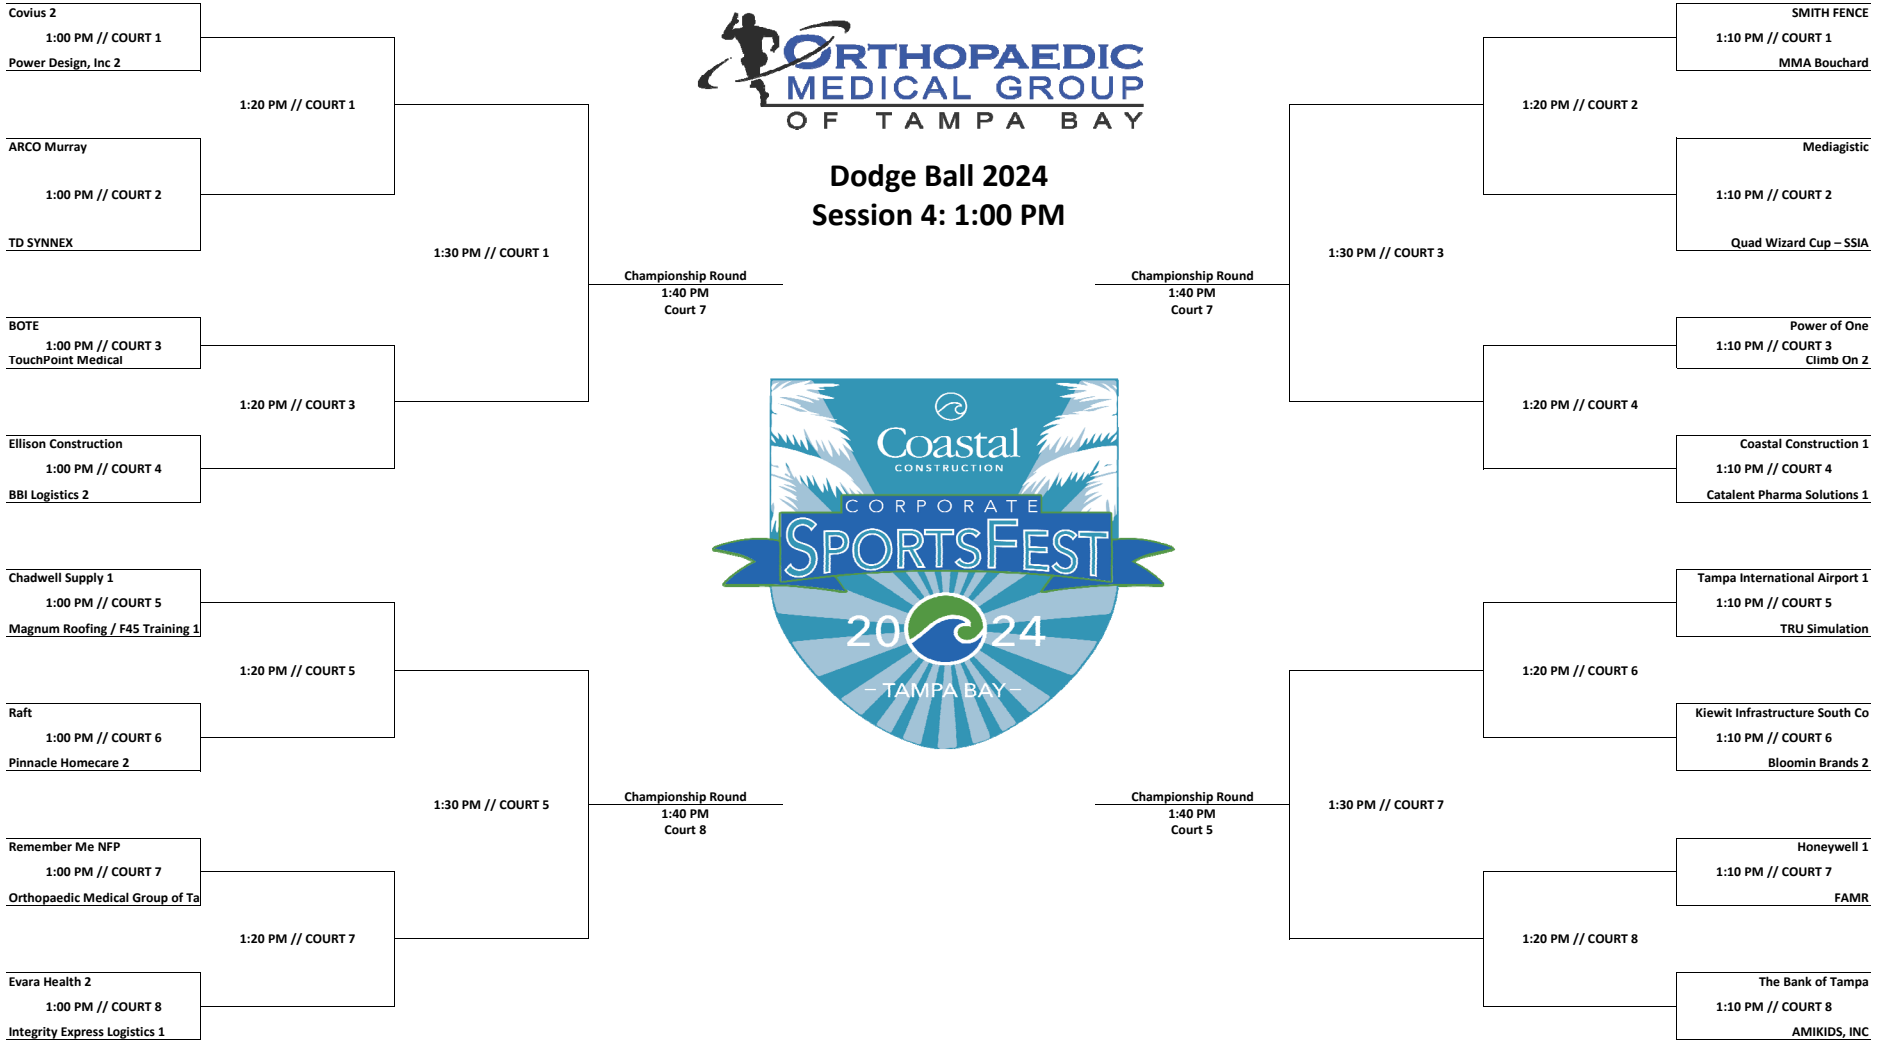 Covius 2
1:00 PM // COURT 1
Power Design, Inc 2
1:20 PM // COURT 1
ARCO Murray
1:00 PM // COURT 2
TD SYNNEX
1:30 PM // COURT 1
BOTE
1:00 PM // COURT 3
TouchPoint Medical
1:20 PM // COURT 3
Ellison Construction
1:00 PM // COURT 4
BBI Logistics 2
Championship Round
1:40 PM
Court 7
Chadwell Supply 1
1:00 PM // COURT 5
Magnum Roofing / F45 Training 1
1:20 PM // COURT 5
Raft
1:00 PM // COURT 6
Pinnacle Homecare 2
1:30 PM // COURT 5
Remember Me NFP
1:00 PM // COURT 7
Orthopaedic Medical Group of Ta
1:20 PM // COURT 7
Evara Health 2
1:00 PM // COURT 8
Integrity Express Logistics 1
Championship Round
1:40 PM
Court 8
ORTHOPAEDIC
MEDICAL GROUP
OF TAMPA BAY
Dodge Ball 2024
Session 4: 1:00 PM
Coastal
CONSTRUCTION
CORPORATE
SPORTSFEST
20 24
– TAMPA BAY –
SMITH FENCE
1:10 PM // COURT 1
MMA Bouchard
1:20 PM // COURT 2
Mediagistic
1:10 PM // COURT 2
Quad Wizard Cup – SSIA
1:30 PM // COURT 3
Championship Round
1:40 PM
Court 7
Power of One
1:10 PM // COURT 3
Climb On 2
1:20 PM // COURT 4
Coastal Construction 1
1:10 PM // COURT 4
Catalent Pharma Solutions 1
Tampa International Airport 1
1:10 PM // COURT 5
TRU Simulation
1:20 PM // COURT 6
Kiewit Infrastructure South Co
1:10 PM // COURT 6
Bloomin Brands 2
1:30 PM // COURT 7
Championship Round
1:40 PM
Court 5
Honeywell 1
1:10 PM // COURT 7
FAMR
1:20 PM // COURT 8
The Bank of Tampa
1:10 PM // COURT 8
AMIKIDS, INC